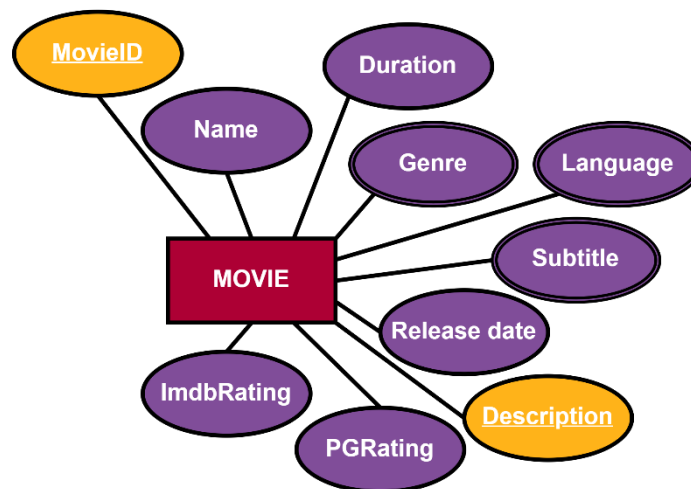 MovieID
Duration
Name
Genre
Language
Subtitle
MOVIE
Release date
ImdbRating
Description
PGRating